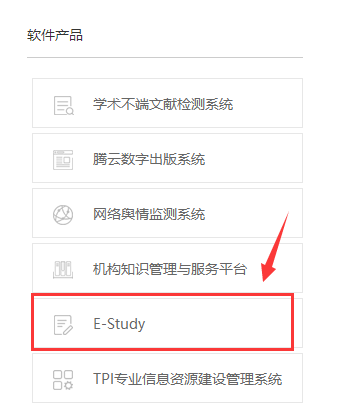 软件产品
学术不端文献检测系统
腾云数字出版系统
网络舆情监测系统
机构知识管理与服务平台
E-Study
TPI专业信息资源建设管理系统